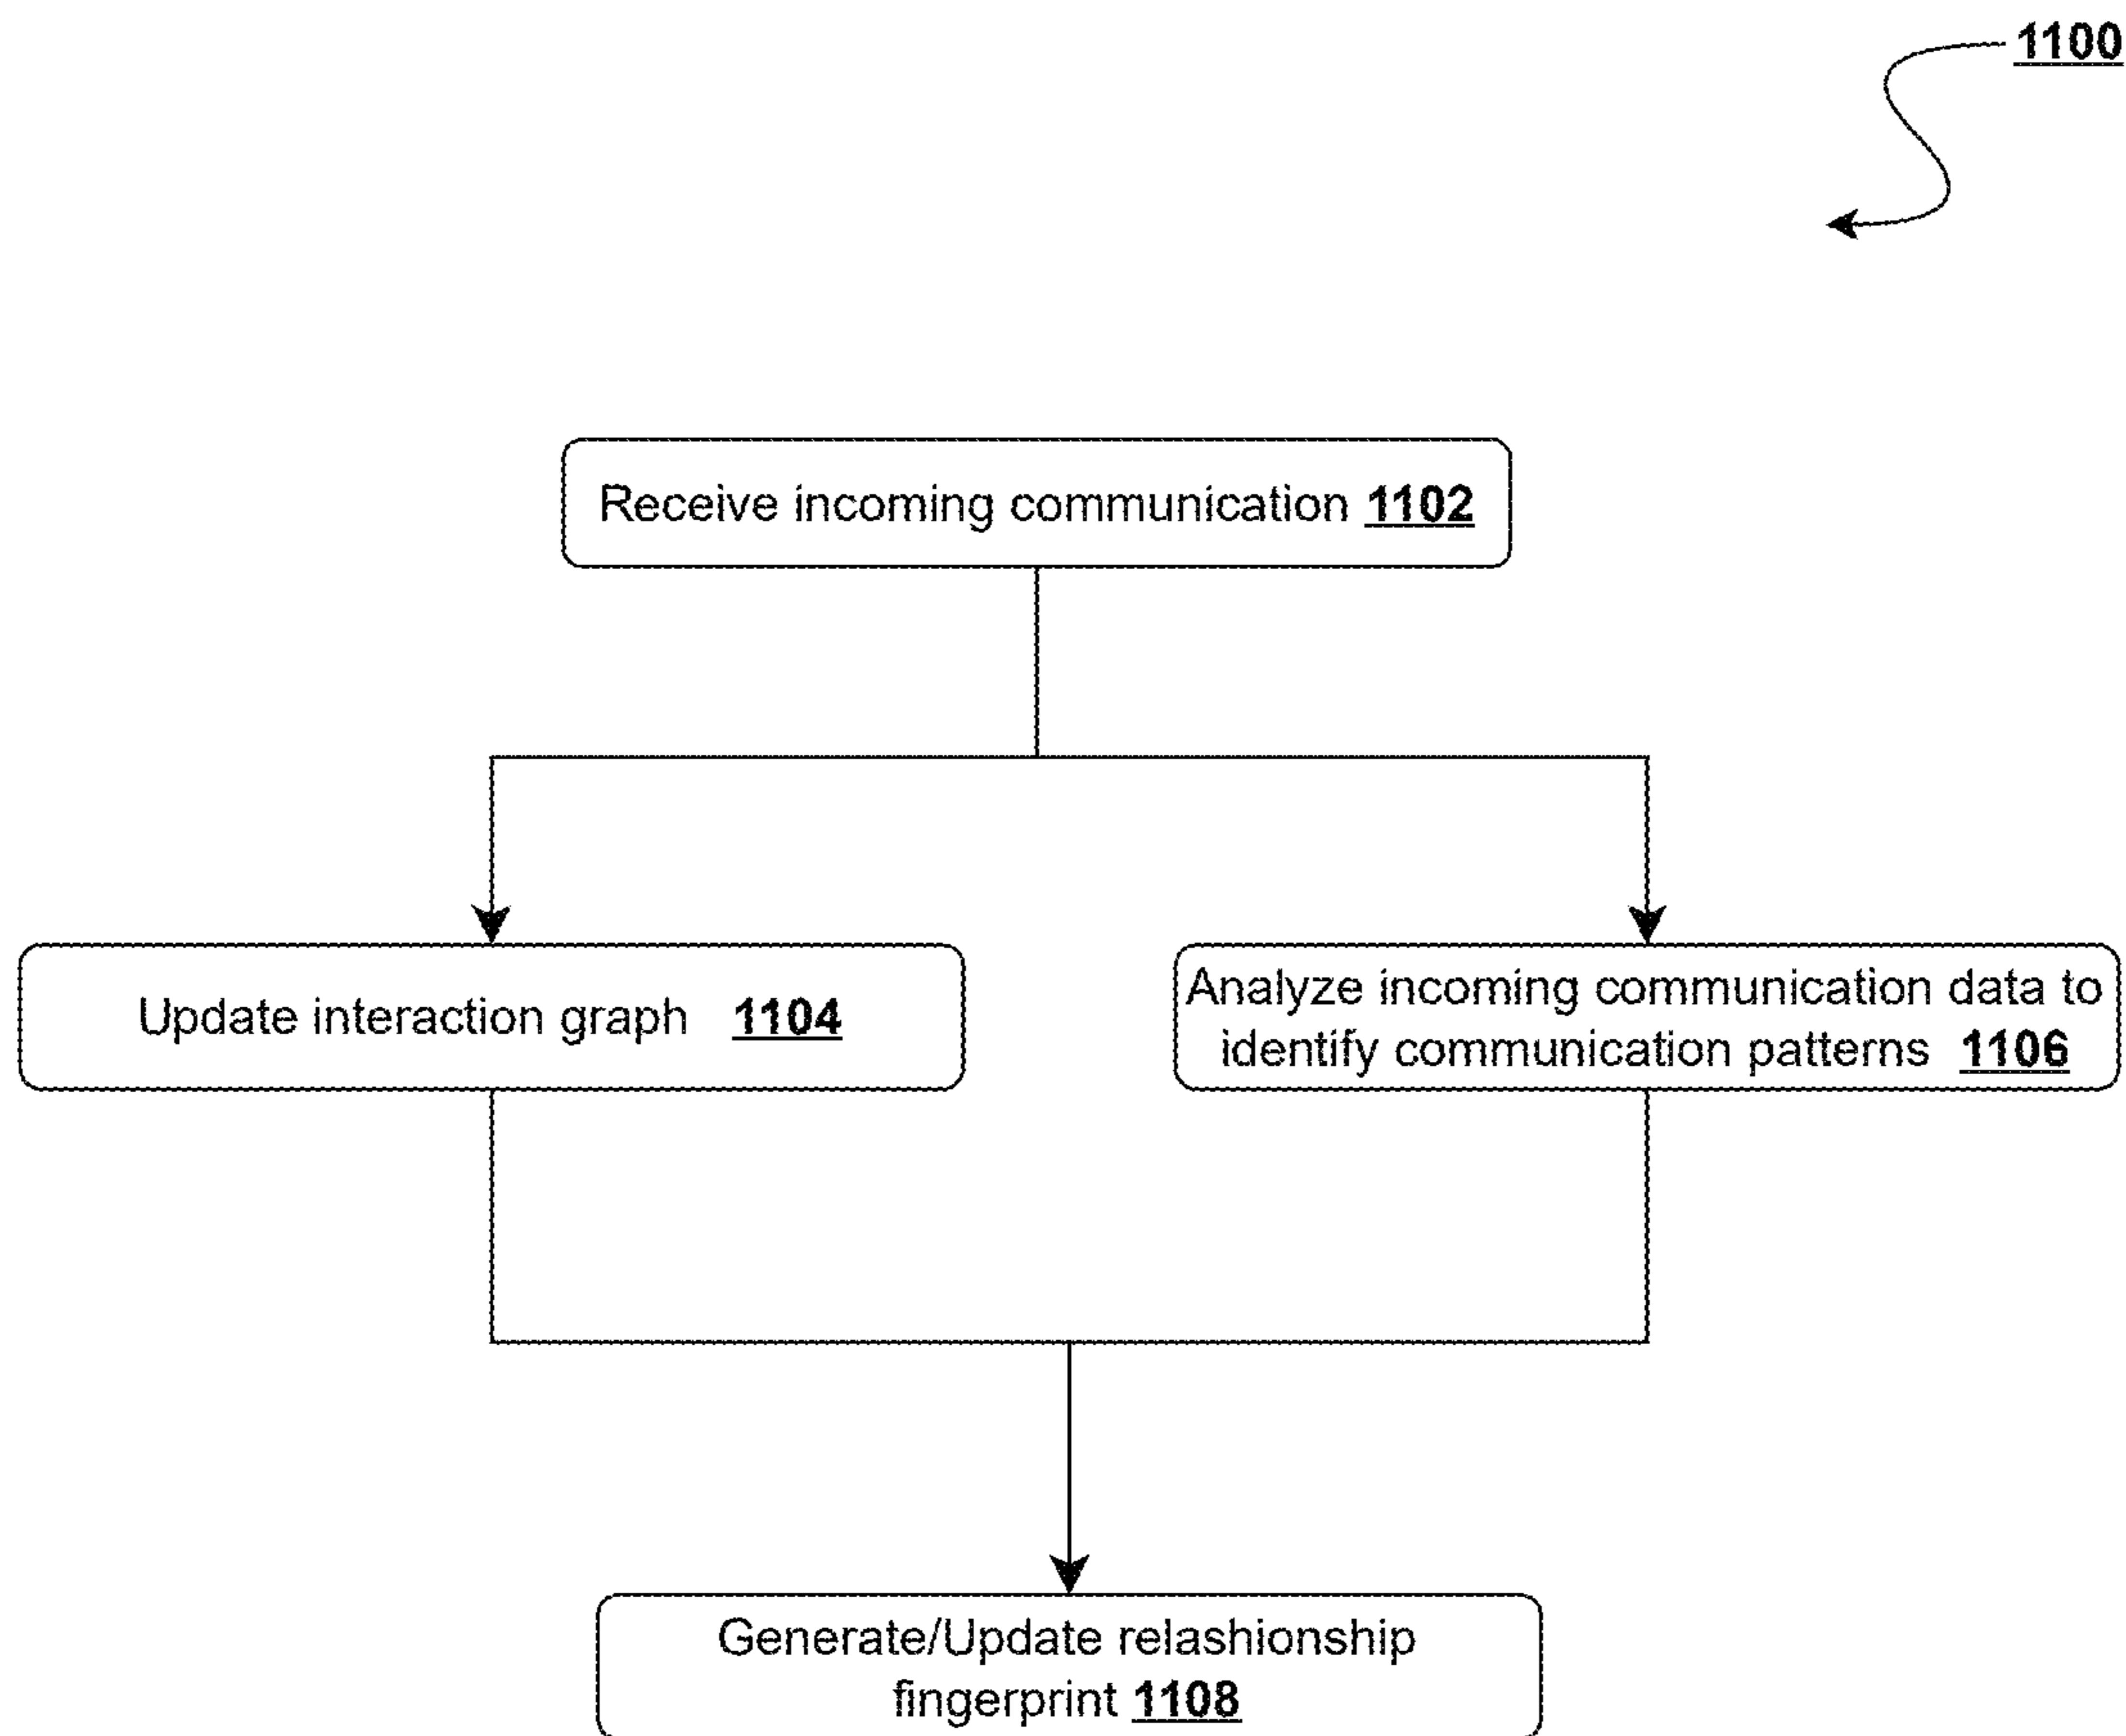 1100
Receive incoming communication 1102
Update interaction graph 1104
Analyze incoming communication data to
identify communication patterns 1106
Generate/Update relashionship
fingerprint 1108